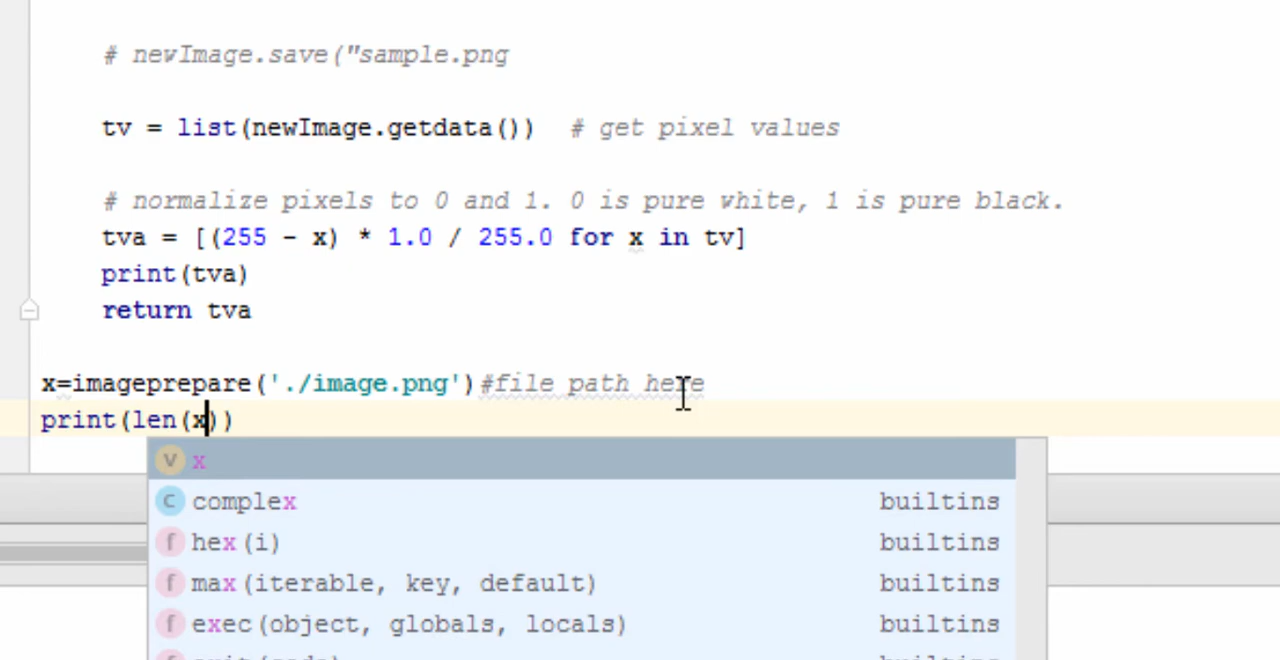 # newImage.save("sample.png
tv = list(newImage.getdata())  # get pixel values
# normalize pixels to 0 and 1. 0 is pure white, 1 is pure black.
tva = [(255 - x) * 1.0 / 255.0 for x in tv]
print(tva)
return tva
x=imageprepare('./image.png')#file path here
print(len(x))
V x
C complex builtins
f hex(i) builtins
f max(iterable, key, default) builtins
f exec(object, globals, locals) builtins